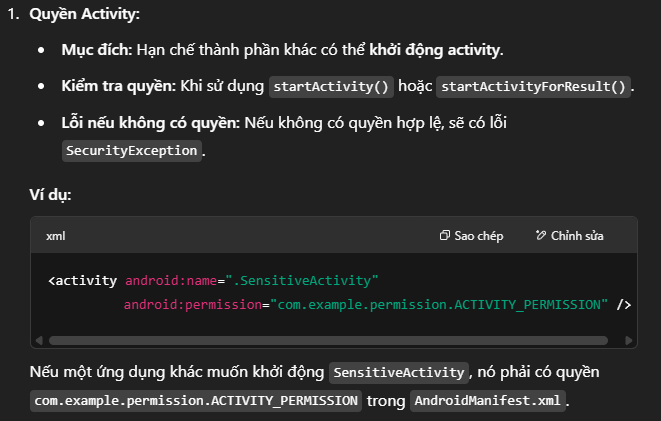 1. Quyền Activity:
• Mục đích: Hạn chế thành phần khác có thể khởi động activity.
• Kiểm tra quyền: Khi sử dụng startActivity() hoặc startActivityForResult().
• Lỗi nếu không có quyền: Nếu không có quyền hợp lệ, sẽ có lỗi
SecurityException.
Ví dụ:
xml Sao chép Chỉnh sửa
<activity android:name=".SensitiveActivity"
android:permission="com.example.permission.ACTIVITY_PERMISSION" />
Nếu một ứng dụng khác muốn khởi động SensitiveActivity, nó phải có quyền
com.example.permission.ACTIVITY_PERMISSION trong AndroidManifest.xml.